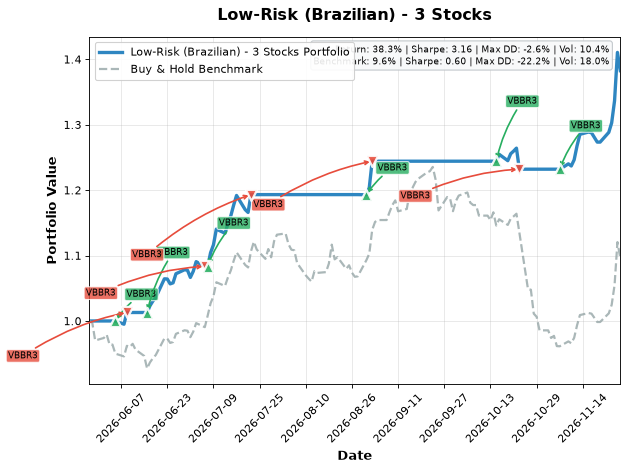 Low-Risk (Brazilian) - 3 Stocks
Low-Risk (Brazilian) - 3 Stocks Portfolio
Buy & Hold Benchmark
38.3% | Sharpe: 3.16 | Max DD: -2.6% | Vol: 10.4%
9.6% | Sharpe: 0.60 | Max DD: -22.2% | Vol: 18.0%
Portfolio Value
1.4
1.3
1.2
1.1
1.0
VBBR3
VBBR3
VBBR3
VBBR3
VBBR3
VBBR3
VBBR3
VBBR3
VBBR3
VBBR3
VBBR3
VBBR3
2026-06-07
2026-06-23
2026-07-09
2026-07-25
2026-08-10
2026-08-26
2026-09-11
2026-09-27
2026-10-13
2026-10-29
2026-11-14
Date